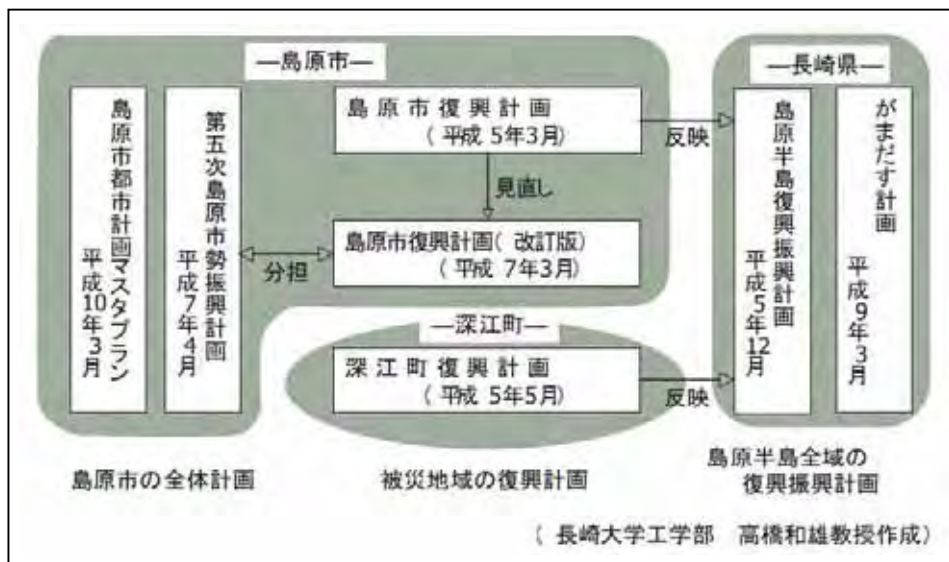 ―島原市―
島原市都市計画マスタプラン
平成10年3月
第五次島原市勢振興計画
平成7年4月
島原市復興計画
(平成5年3月)
見直し
島原市復興計画(改訂版)
(平成7年3月)
分担
反映
―深江町―
深江町復興計画
(平成5年5月)
反映
―長崎県―
島原半島復興振興計画
平成5年12月
がまだす計画
平成9年3月
島原市の全体計画
被災地域の復興計画
島原半島全域の
復興振興計画
(長崎大学工学部 高橋和雄教授作成)